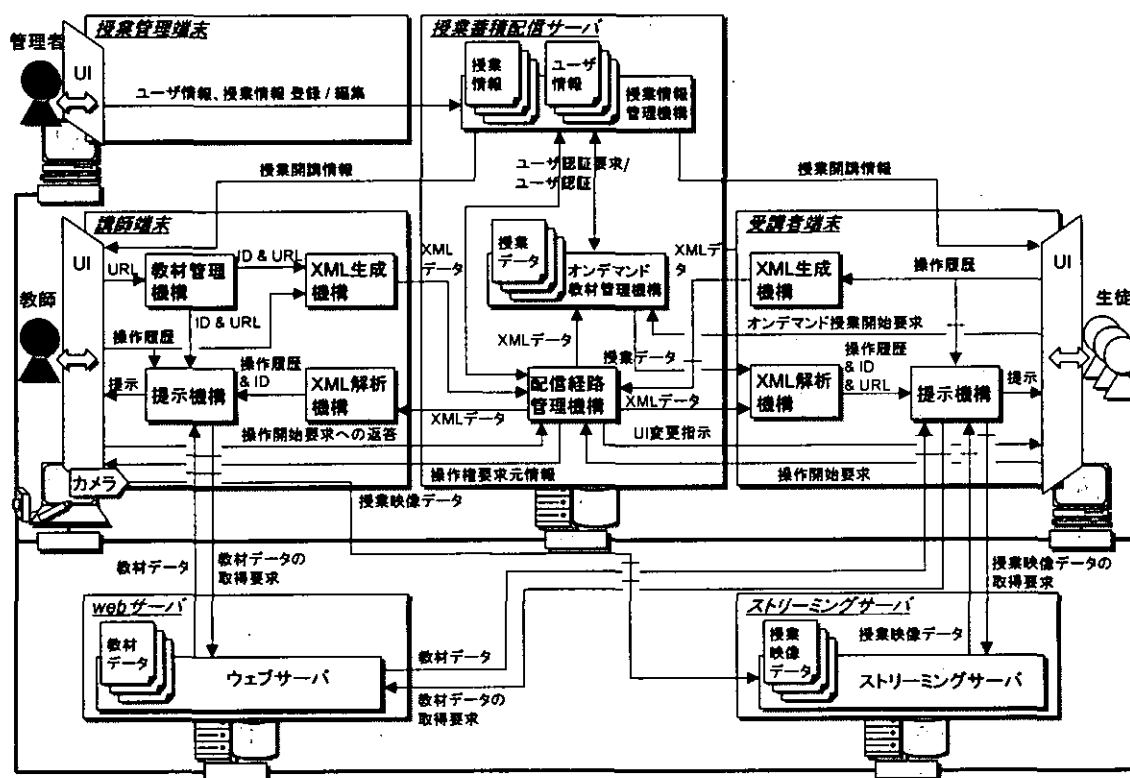 管理者
UI
授業管理端末
ユーザ情報、授業情報 登録 / 編集
授業蓄積配信サーバ
授業
情報
ユーザ
情報
授業情報
管理機構
授業開講情報
ユーザ認証要求/
ユーザ認証
授業開講情報
講師端末
UI
教師
URL
教材管理
機構
ID & URL
XML生成
機構
ID & URL
操作履歴
提示
提示機構
操作履歴
& ID
XML解析
機構
操作開始要求への返答
カメラ
XML
データ
授業
データ
オンデマンド
教材管理機構
XMLデータ
授業データ
配信経路
管理機構
XMLデータ
XMLデータ
操作権要求元情報
授業映像データ
UI変更指示
受講者端末
XMLデー
タ
XML生成
機構
操作履歴
オンデマンド授業開始要求
XML解析
機構
操作履歴
& ID
& URL
提示機構
提示
操作開始要求
UI
生徒
教材データ
教材データの
取得要求
授業映像データの
取得要求
webサーバ
教材
データ
ウェブサーバ
教材データ
教材データの
取得要求
ストリーミングサーバ
授業
映像
データ
授業映像データ
ストリーミングサーバ